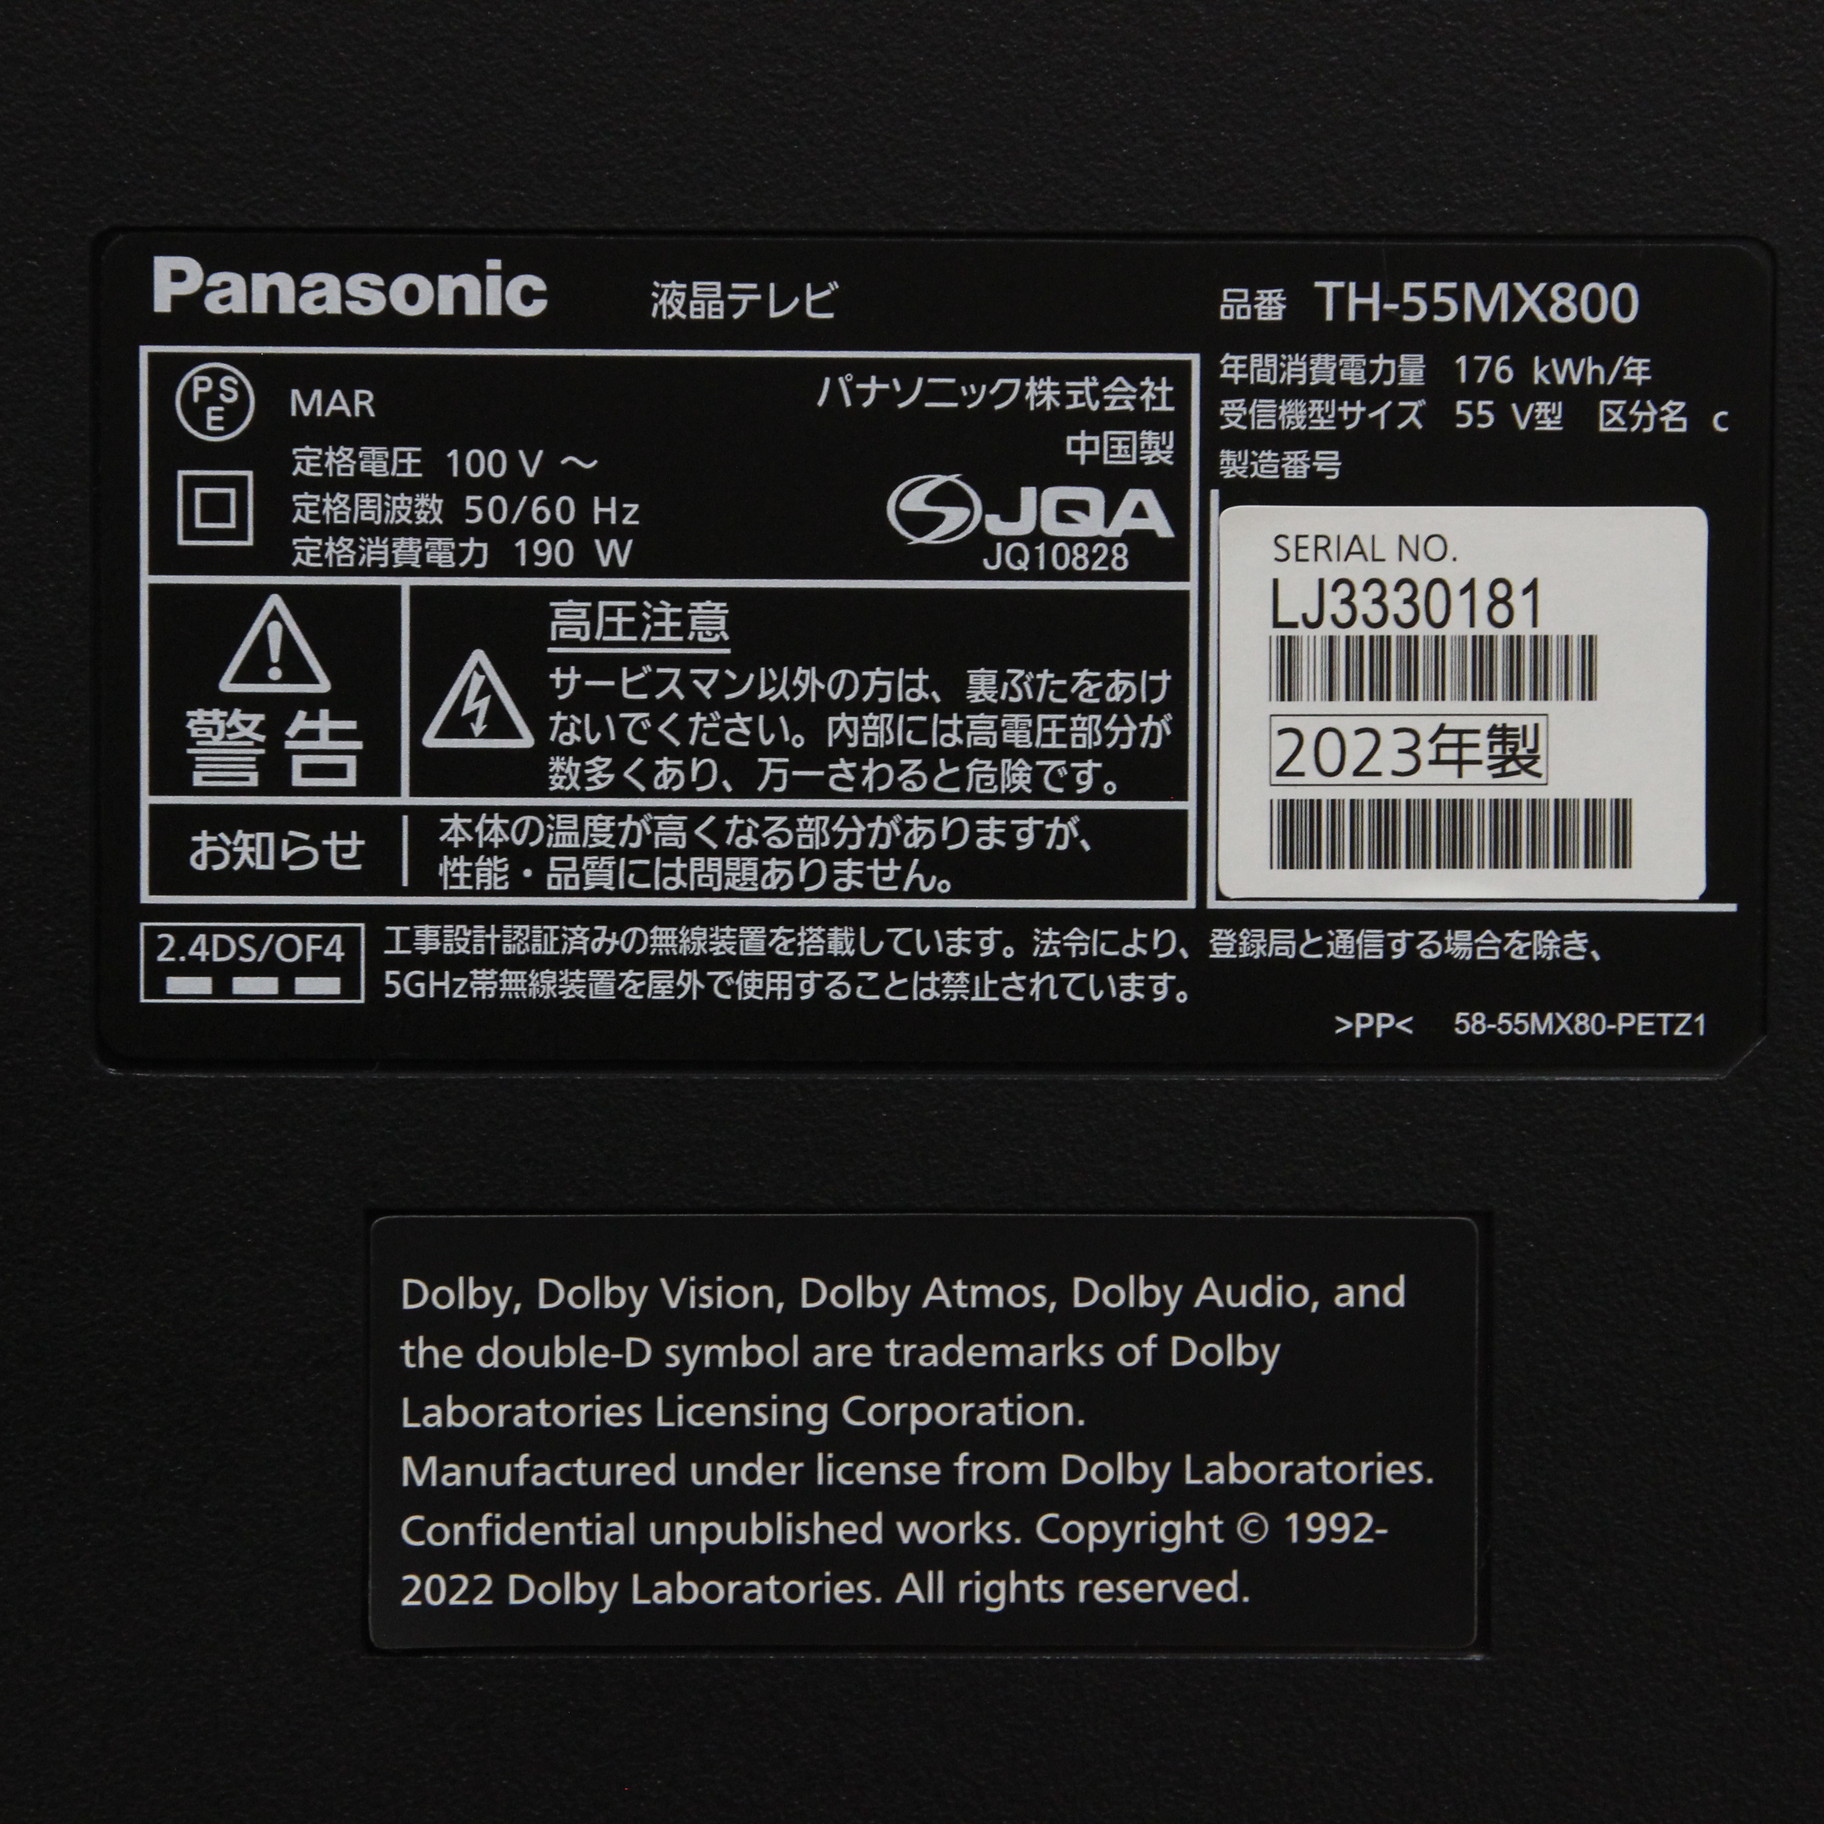 Panasonic 液晶テレビ 品番 TH-55MX800
PSE MAR
定格電圧 100 V ～
定格周波数 50/60 Hz
定格消費電力 190 W
パナソニック株式会社
中国製
JQA
JQ10828
年間消費電力量 176 kWh/年
受信機型サイズ 55 V型 区分名 c
製造番号
SERIAL NO.
LJ3330181
2023年製
警告
高圧注意
サービスマン以外の方は、裏ぶたをあけ
ないでください。内部には高電圧部分が
数多くあり、万一さわると危険です。
お知らせ
本体の温度が高くなる部分がありますが、
性能・品質には問題ありません。
2.4DS/OF4
工事設計認証済みの無線装置を搭載しています。法令により、登録局と通信する場合を除き、
5GHz帯無線装置を屋外で使用することは禁止されています。
>PP< 58-55MX80-PETZ1
Dolby, Dolby Vision, Dolby Atmos, Dolby Audio, and
the double-D symbol are trademarks of Dolby
Laboratories Licensing Corporation.
Manufactured under license from Dolby Laboratories.
Confidential unpublished works. Copyright © 1992-
2022 Dolby Laboratories. All rights reserved.